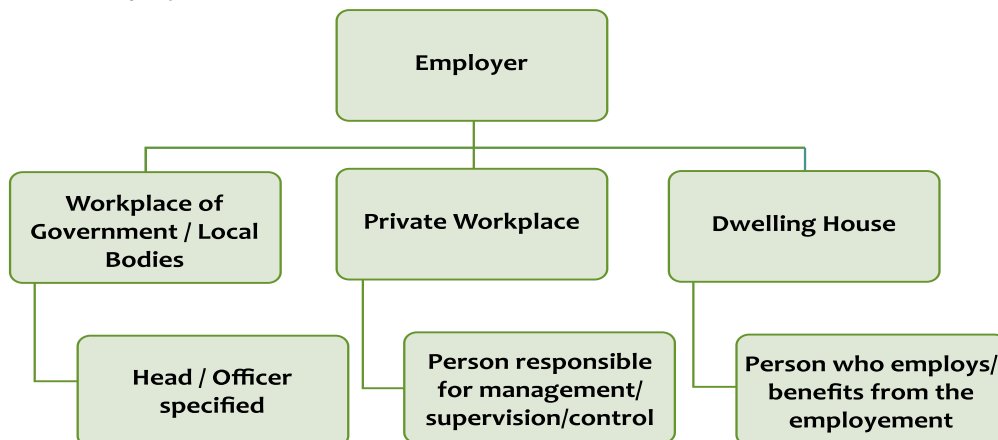 Employer
Workplace of
Government / Local
Bodies
Private Workplace
Dwelling House
Head / Officer
specified
Person responsible
for management/
supervision/control
Person who employs/
benefits from the
employement